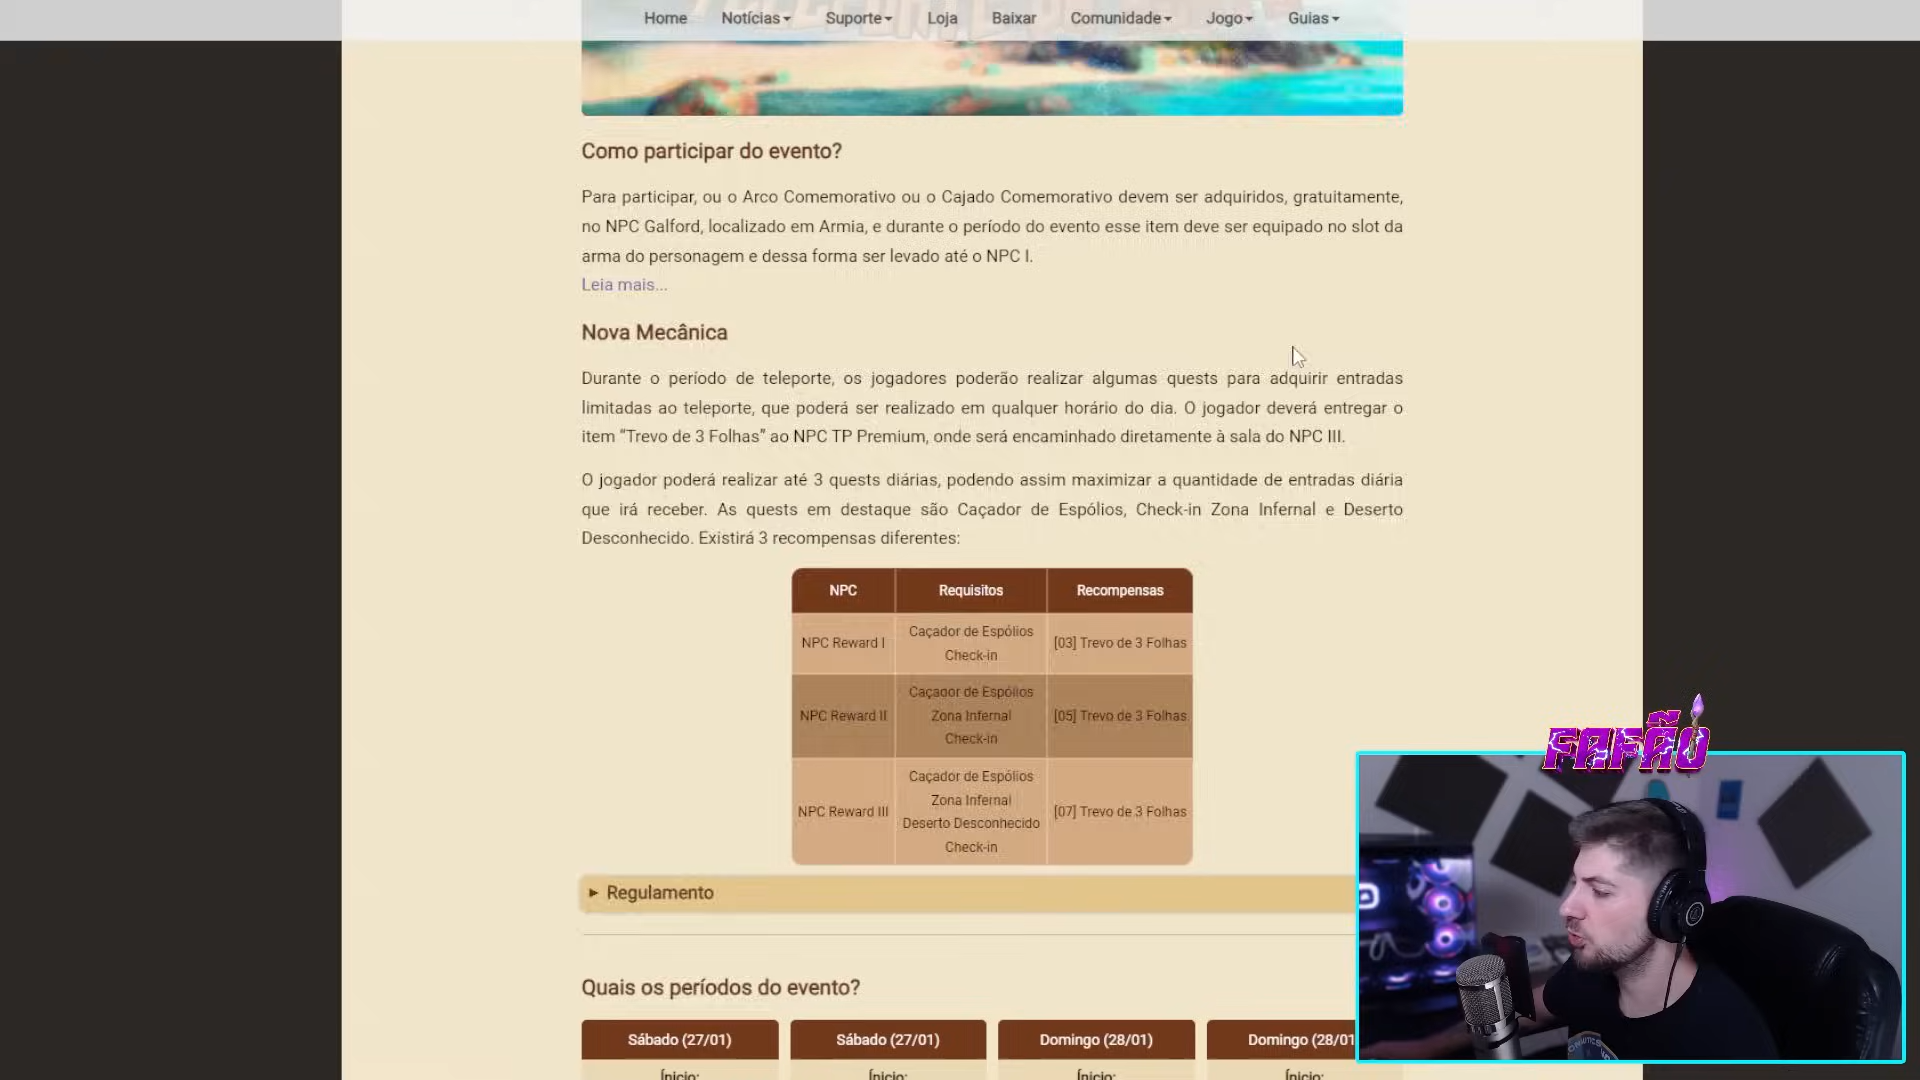 Home Notícias Suporte Loja Baixar Comunidade Jogo Guias
Como participar do evento?
Para participar, ou o Arco Comemorativo ou o Cajado Comemorativo devem ser adquiridos, gratuitamente,
no NPC Galford, localizado em Armia, e durante o período do evento esse item deve ser equipado no slot da
arma do personagem e dessa forma ser levado até o NPC I.
Leia mais...
Nova Mecânica
Durante o período de teleporte, os jogadores poderão realizar algumas quests para adquirir entradas
limitadas ao teleporte, que poderá ser realizado em qualquer horário do dia. O jogador deverá entregar o
item “Trevo de 3 Folhas” ao NPC TP Premium, onde será encaminhado diretamente à sala do NPC III.
O jogador poderá realizar até 3 quests diárias, podendo assim maximizar a quantidade de entradas diária
que irá receber. As quests em destaque são Caçador de Espólios, Check-in Zona Infernal e Deserto
Desconhecido. Existirá 3 recompensas diferentes:
NPC Requisitos Recompensas
Caçador de Espólios
NPC Reward I [03] Trevo de 3 Folhas
Check-in
Caçador de Espólios
NPC Reward II Zona Infernal [05] Trevo de 3 Folhas
Check-in
Caçador de Espólios
Zona Infernal
NPC Reward III [07] Trevo de 3 Folhas
Deserto Desconhecido
Check-in
► Regulamento
Quais os períodos do evento?
Sábado (27/01) Sábado (27/01) Domingo (28/01) Domingo (28/01
Ínicio: Ínicio: Ínicio: Ínicio:
FAFÃO